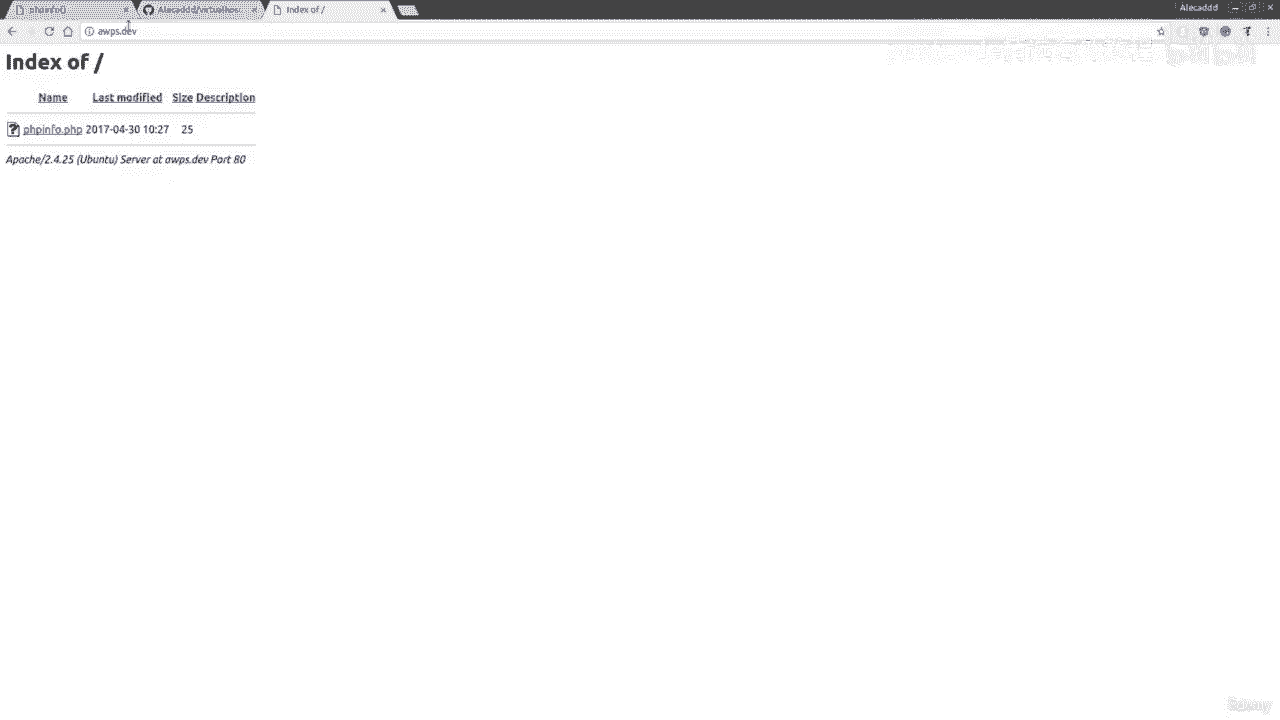 phpinfo()
Alecaddd/virtualhos
Index of /
Alecaddd
awps.dev
Index of /
Name Last modified Size Description
phpinfo.php 2017-04-30 10:27 25
Apache/2.4.25 (Ubuntu) Server at awps.dev Port 80
Udemy